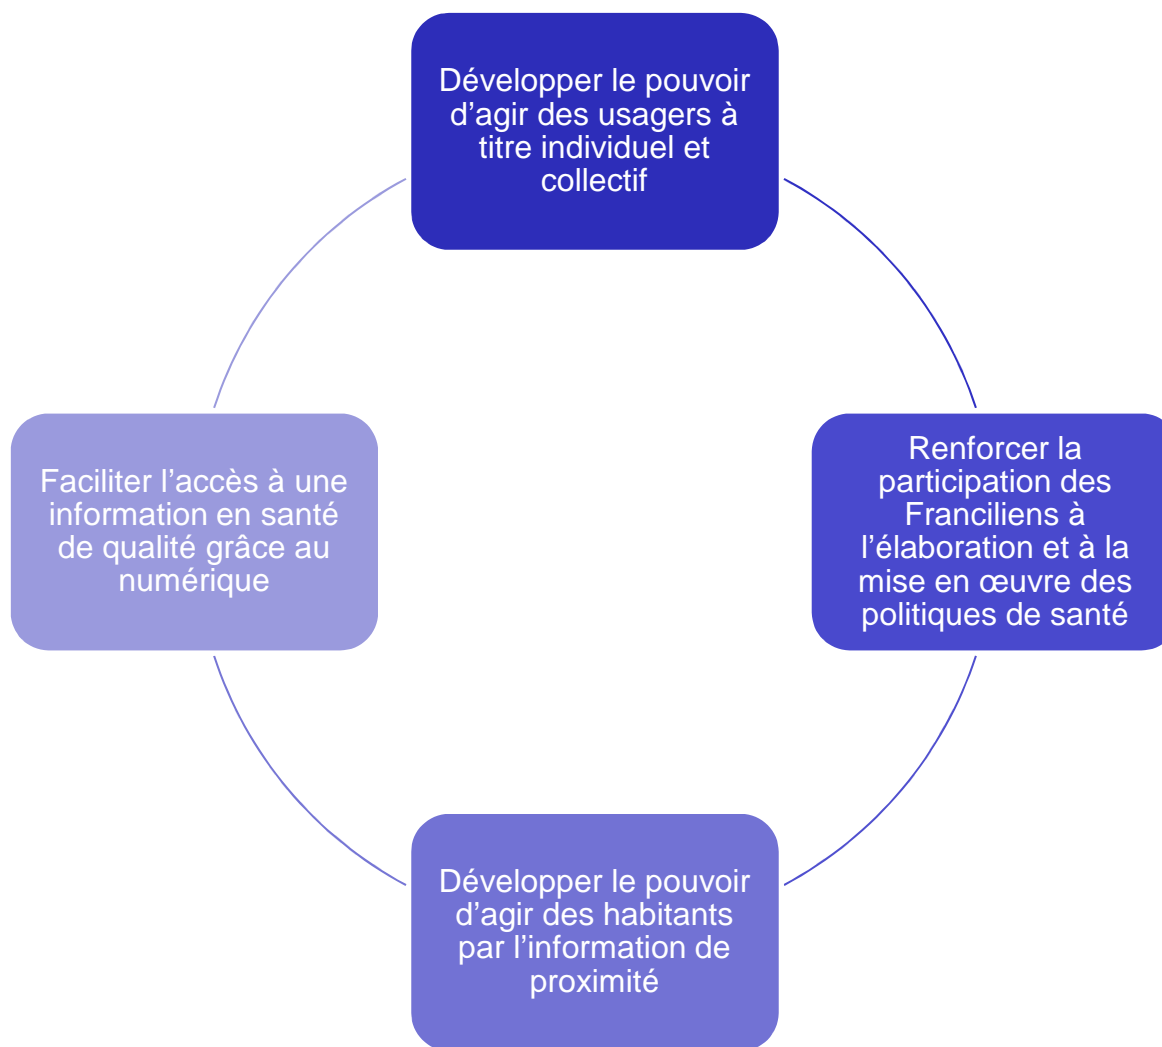 Développer le pouvoir
d’agir des usagers à
titre individuel et
collectif
Renforcer la
participation des
Franciliens à
l’élaboration et à la
mise en œuvre des
politiques de santé
Développer le pouvoir
d’agir des habitants
par l’information de
proximité
Faciliter l’accès à une
information en santé
de qualité grâce au
numérique